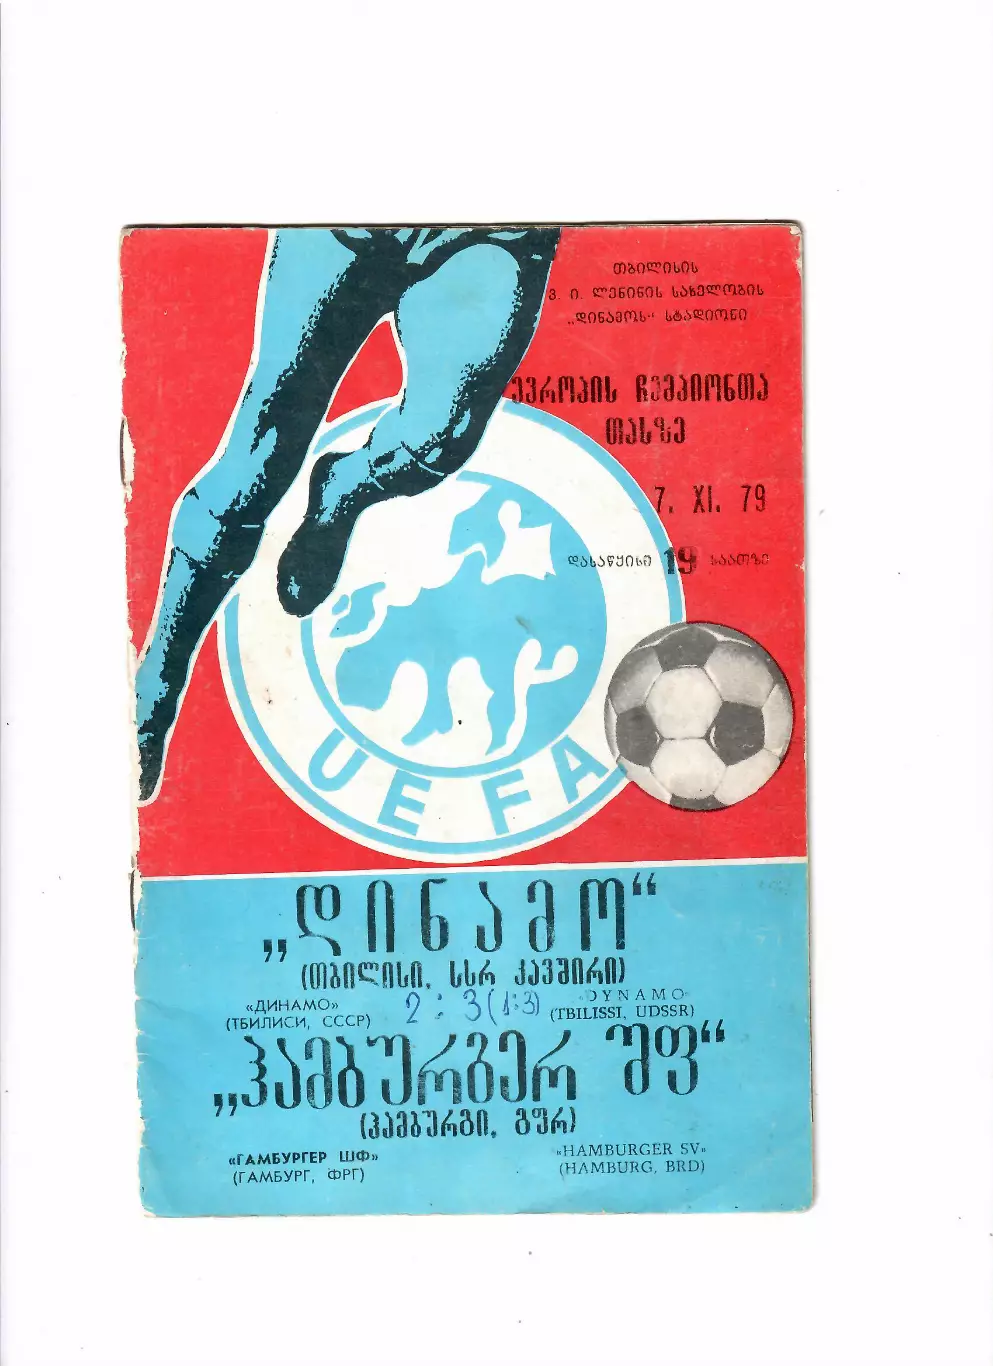 თბილისის
ვ. ი. ლენინის სახელობის
„დინამოს“ სტადიონი
ევროპის ჩემპიონთა
თასზე
7. XI. 79
დასაწყისი 19 საათზე
UEFA
„დინამო“
(თბილისი, სსრ კავშირი)
«ДИНАМО» 2:3 (1:3) «DYNAMO»
(ТБИЛИСИ, СССР) (TBILISSI, UDSSR)
„ჰამბურგერ შფ“
(ჰამბურგი, გფრ)
«ГАМБУРГЕР ШФ» «HAMBURGER SV»
(ГАМБУРГ, ФРГ) (HAMBURG, BRD)